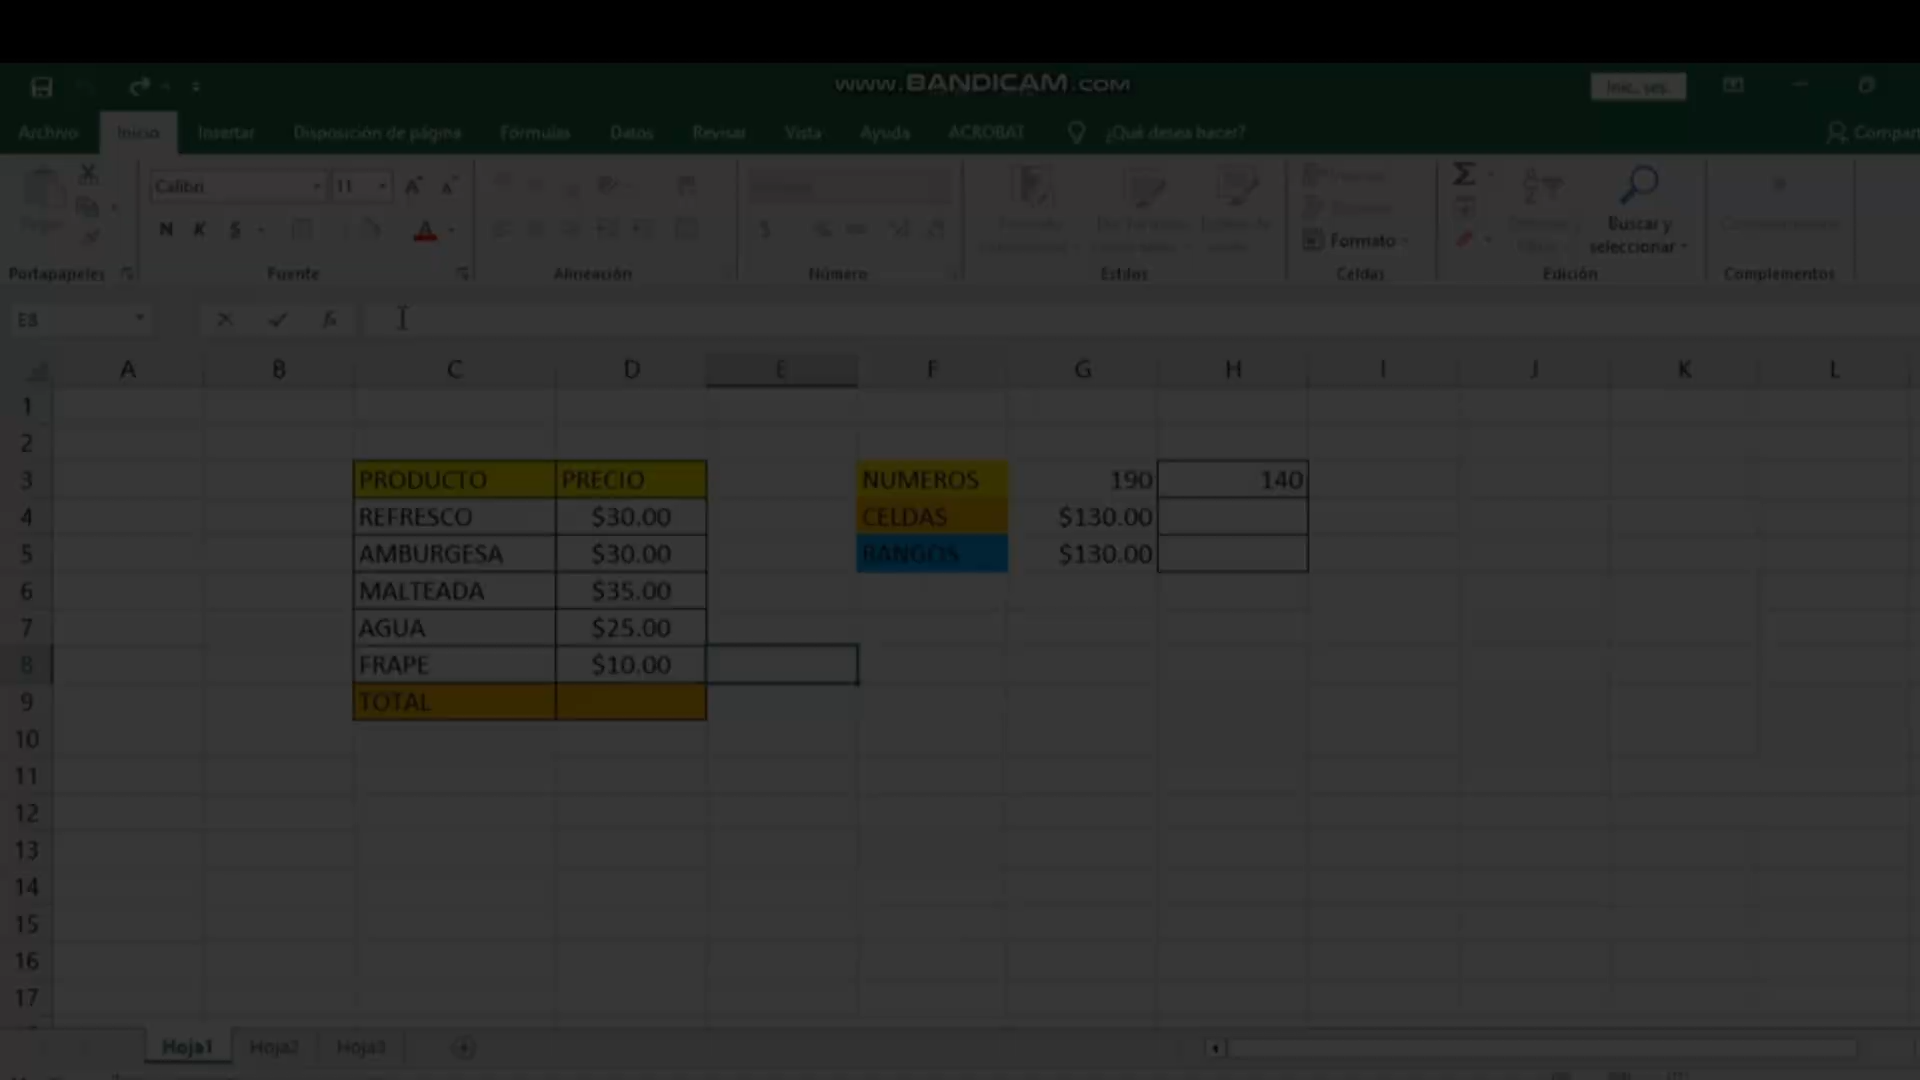 www.BANDICAM.com
Inic. ses.
Archivo Inicio Insertar Disposición de página Fórmulas Datos Revisar Vista Ayuda ACROBAT ¿Qué desea hacer? Compart
Calibri 11
N K S
Formato
Buscar y
seleccionar
Portapapeles Fuente Alineación Número Estilos Celdas Edición Complementos
E8 fx
A B C D E F G H I J K L
1
2
3 PRODUCTO PRECIO NUMEROS 190 140
4 REFRESCO $30.00 CELDAS $130.00
5 AMBURGESA $30.00 RANGOS $130.00
6 MALTEADA $35.00
7 AGUA $25.00
8 FRAPE $10.00
9 TOTAL
10
11
12
13
14
15
16
17
Hoja1 Hoja2 Hoja3